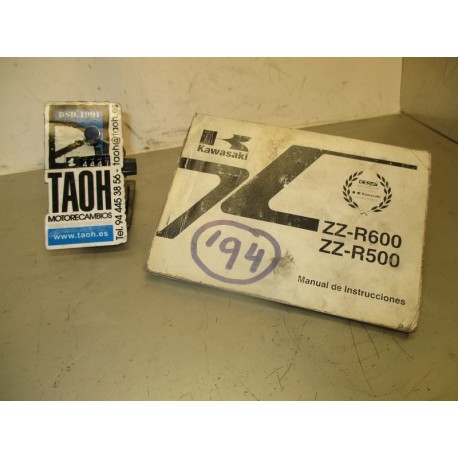 DSD.1991
TAOH
MOTORECAMBIOS
www.taoh.es
Tel. 94 445 38 56 - taoh@taoh.es
Kawasaki
ZZ-R600
ZZ-R500
194
Manual de Instrucciones